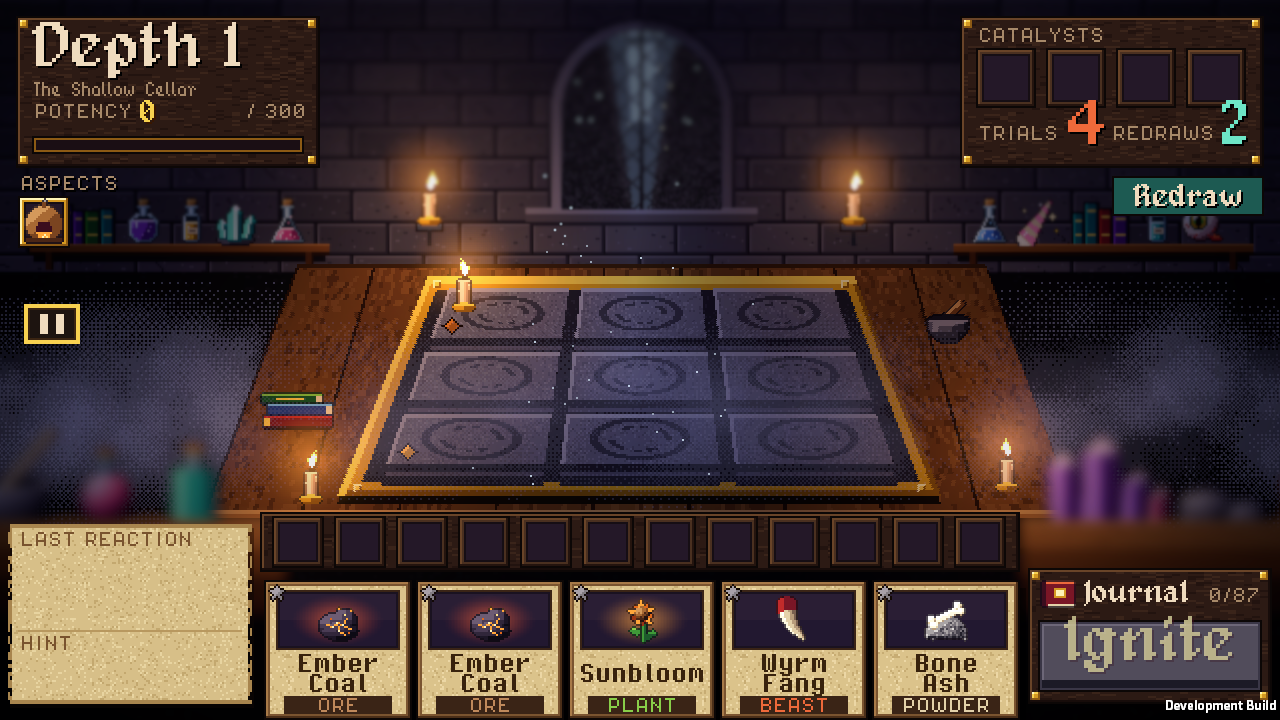 Depth 1
The Shallow Cellar
POTENCY 0 / 300
ASPECTS
CATALYSTS
TRIALS 4 REDRAWS 2
Redraw
LAST REACTION
HINT
Ember
Coal
ORE
Ember
Coal
ORE
Sunbloom
PLANT
Wyrm
Fang
BEAST
Bone
Ash
POWDER
Journal 0/87
Ignite
Development Build